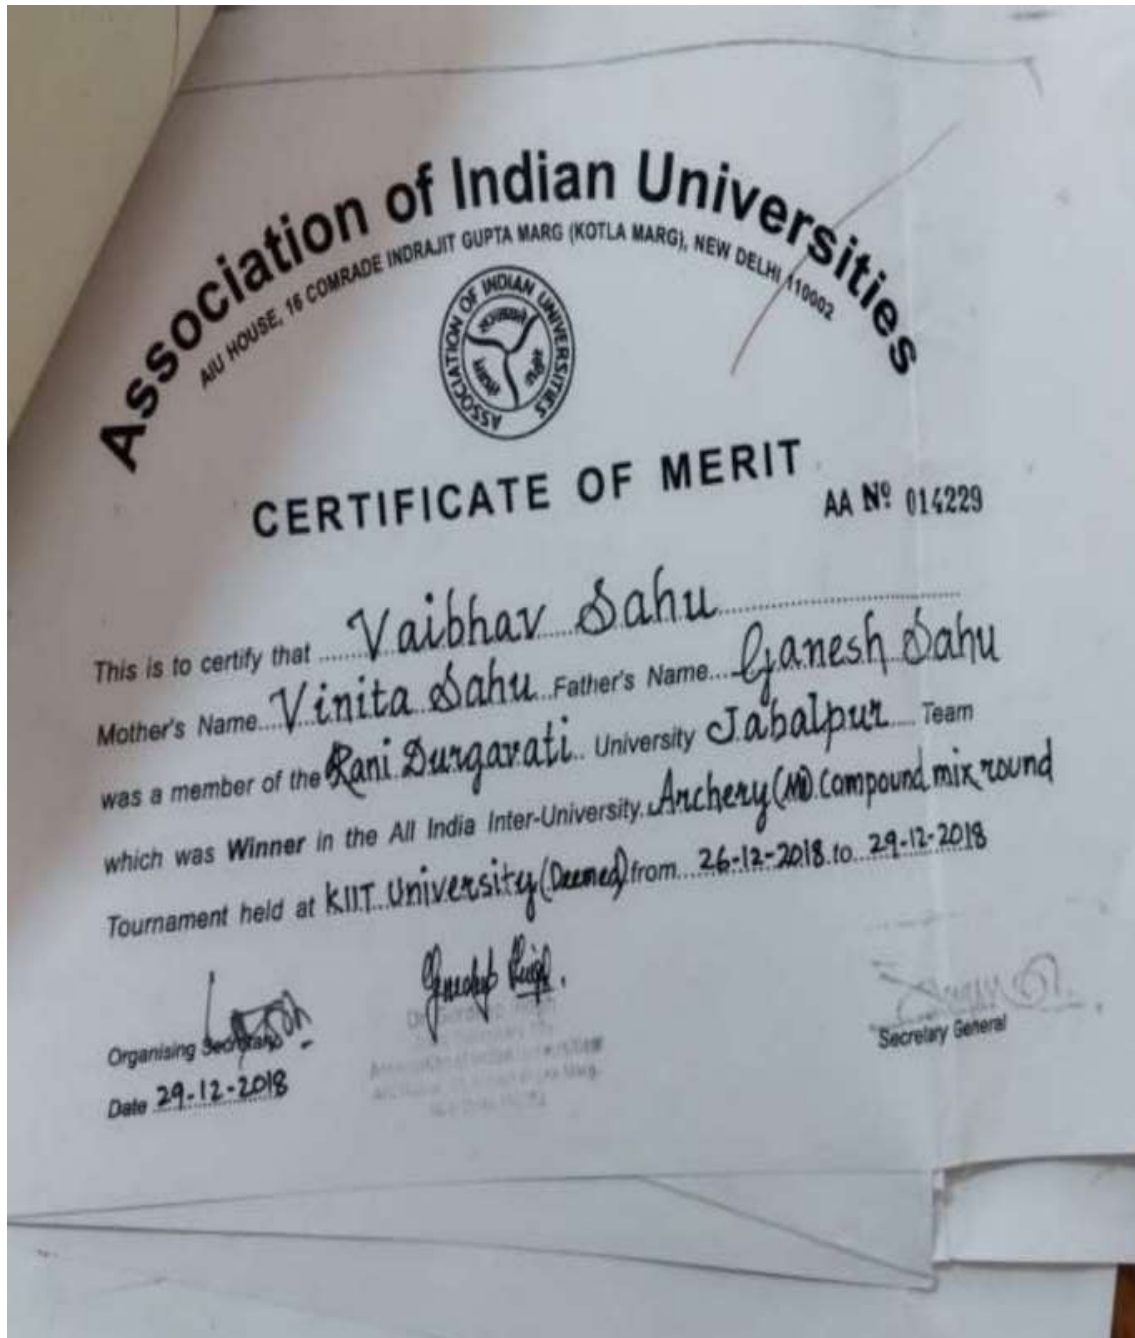 Association of Indian Universities
AIU HOUSE, 16 COMRADE INDRAJIT GUPTA MARG (KOTLA MARG), NEW DELHI 110002
ASSOCIATION OF INDIAN UNIVERSITIES
CERTIFICATE OF MERIT
AA Nº 014229
This is to certify that Vaibhav Sahu
Mother's Name Vinita Sahu Father's Name Ganesh Sahu
was a member of the Rani Durgavati University Jabalpur Team
which was Winner in the All India Inter-University Archery (M) Compound mix round
Tournament held at KIIT University (Deemed) from 26-12-2018 to 29-12-2018
Organising Secretary
Secretary General
Date 29-12-2018